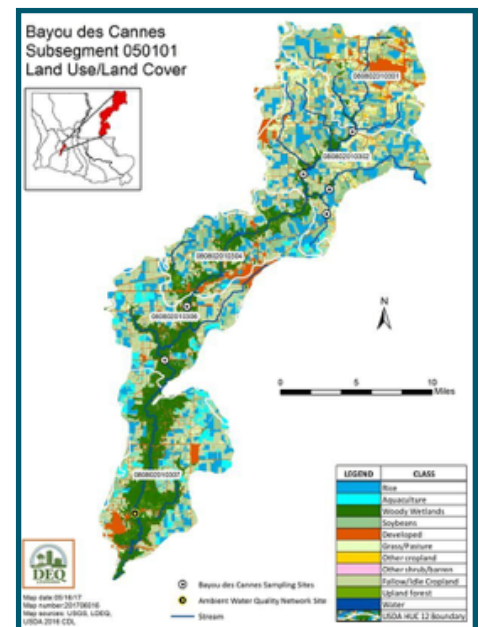 Bayou des Cannes
Subsegment 050101
Land Use/Land Cover
080802010301
080802010302
080802010304
080802010306
080802010307
N
0 5 10
Miles
LEGEND CLASS
Rice
Aquaculture
Woody Wetlands
Soybeans
Developed
Grass/Pasture
Other cropland
Other shrub/barren
Fallow/Idle Cropland
Upland forest
Water
USDA HUC 12 Boundary
Bayou des Cannes Sampling Sites
Ambient Water Quality Network Site
Stream
DEQ
LOUISIANA
Map date 05/16/17
Map number:201706016
Map sources: USGS, LDEQ,
USDA 2016 CDL